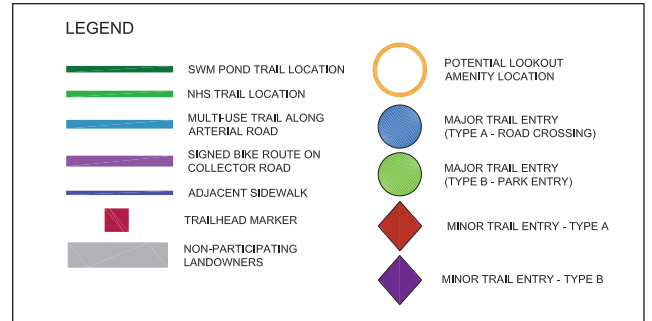 LEGEND
SWM POND TRAIL LOCATION
NHS TRAIL LOCATION
MULTI-USE TRAIL ALONG
ARTERIAL ROAD
SIGNED BIKE ROUTE ON
COLLECTOR ROAD
ADJACENT SIDEWALK
TRAILHEAD MARKER
NON-PARTICIPATING
LANDOWNERS
POTENTIAL LOOKOUT
AMENITY LOCATION
MAJOR TRAIL ENTRY
(TYPE A - ROAD CROSSING)
MAJOR TRAIL ENTRY
(TYPE B - PARK ENTRY)
MINOR TRAIL ENTRY - TYPE A
MINOR TRAIL ENTRY - TYPE B